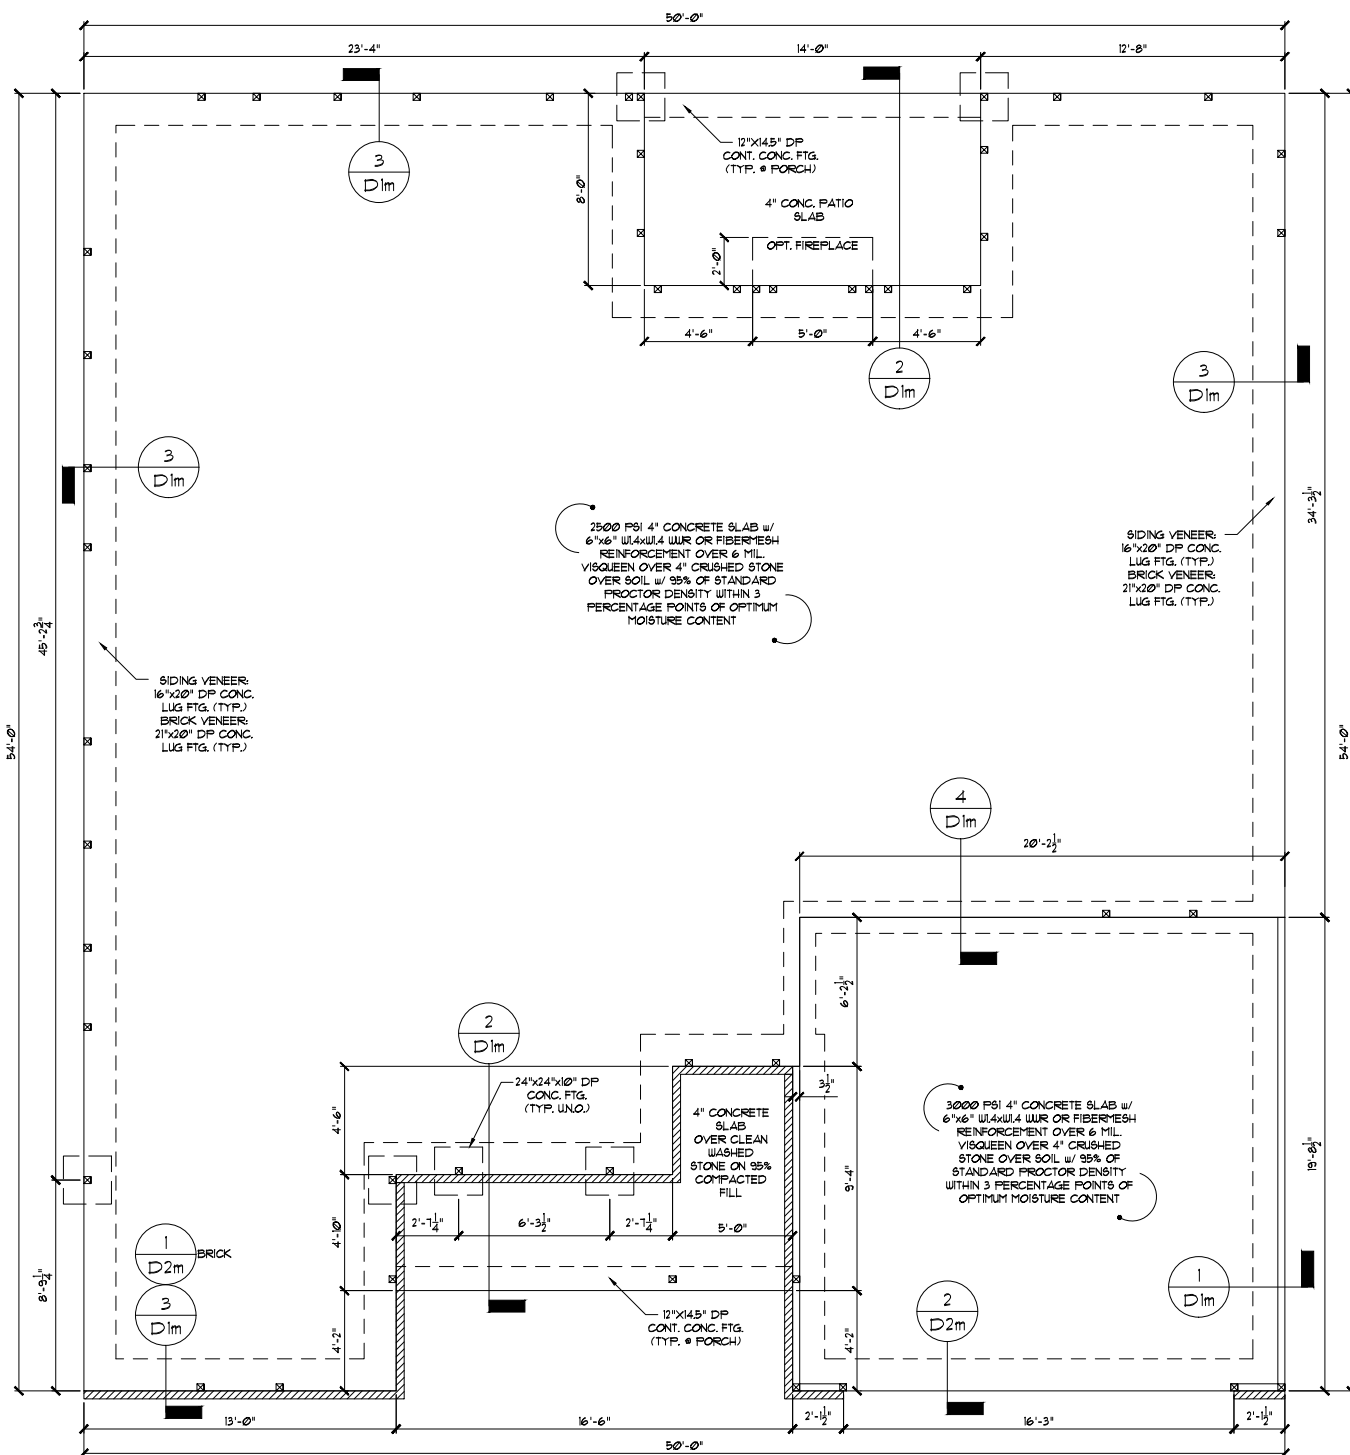 50'-0"
23'-4"
14'-0"
12'-8"
3
D1m
12"X14.5" DP
CONT. CONC. FTG.
(TYP. @ PORCH)
8'-0"
4" CONC. PATIO
SLAB
OPT. FIREPLACE
2'-0"
4'-6"
5'-0"
4'-6"
2
D1m
3
D1m
3
D1m
34'-3 1/2"
2500 PSI 4" CONCRETE SLAB w/
6"x6" W1.4xW1.4 WWR OR FIBERMESH
REINFORCEMENT OVER 6 MIL.
VISQUEEN OVER 4" CRUSHED STONE
OVER SOIL w/ 95% OF STANDARD
PROCTOR DENSITY WITHIN 3
PERCENTAGE POINTS OF OPTIMUM
MOISTURE CONTENT
SIDING VENEER:
16"x20" DP CONC.
LUG FTG. (TYP.)
BRICK VENEER:
21"x20" DP CONC.
LUG FTG. (TYP.)
45'-2 3/4"
SIDING VENEER:
16"x20" DP CONC.
LUG FTG. (TYP.)
BRICK VENEER:
21"x20" DP CONC.
LUG FTG. (TYP.)
54'-0"
54'-0"
4
D1m
20'-2 1/2"
6'-2 1/2"
2
D1m
24"x24"x10" DP
CONC. FTG.
(TYP. U.N.O.)
3 1/2"
4'-6"
4" CONCRETE
SLAB
OVER CLEAN
WASHED
STONE ON 95%
COMPACTED
FILL
3000 PSI 4" CONCRETE SLAB w/
6"x6" W1.4xW1.4 WWR OR FIBERMESH
REINFORCEMENT OVER 6 MIL.
VISQUEEN OVER 4" CRUSHED
STONE OVER SOIL w/ 95% OF
STANDARD PROCTOR DENSITY
WITHIN 3 PERCENTAGE POINTS OF
OPTIMUM MOISTURE CONTENT
9'-4"
19'-8 1/2"
4'-10"
2'-7 1/4"
6'-3 1/2"
2'-7 1/4"
5'-0"
1
D2m
BRICK
3
D1m
8'-9 1/4"
1
D1m
2
D2m
12"X14.5" DP
CONT. CONC. FTG.
(TYP. @ PORCH)
4'-2"
4'-2"
13'-0"
16'-6"
2'-1 1/2"
16'-3"
2'-1 1/2"
50'-0"